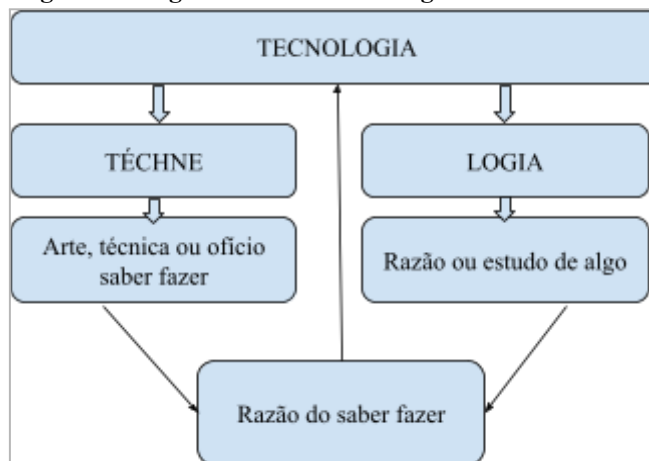 TECNOLOGIA
TÉCHNE
LOGIA
Arte, técnica ou ofício
saber fazer
Razão ou estudo de algo
Razão do saber fazer